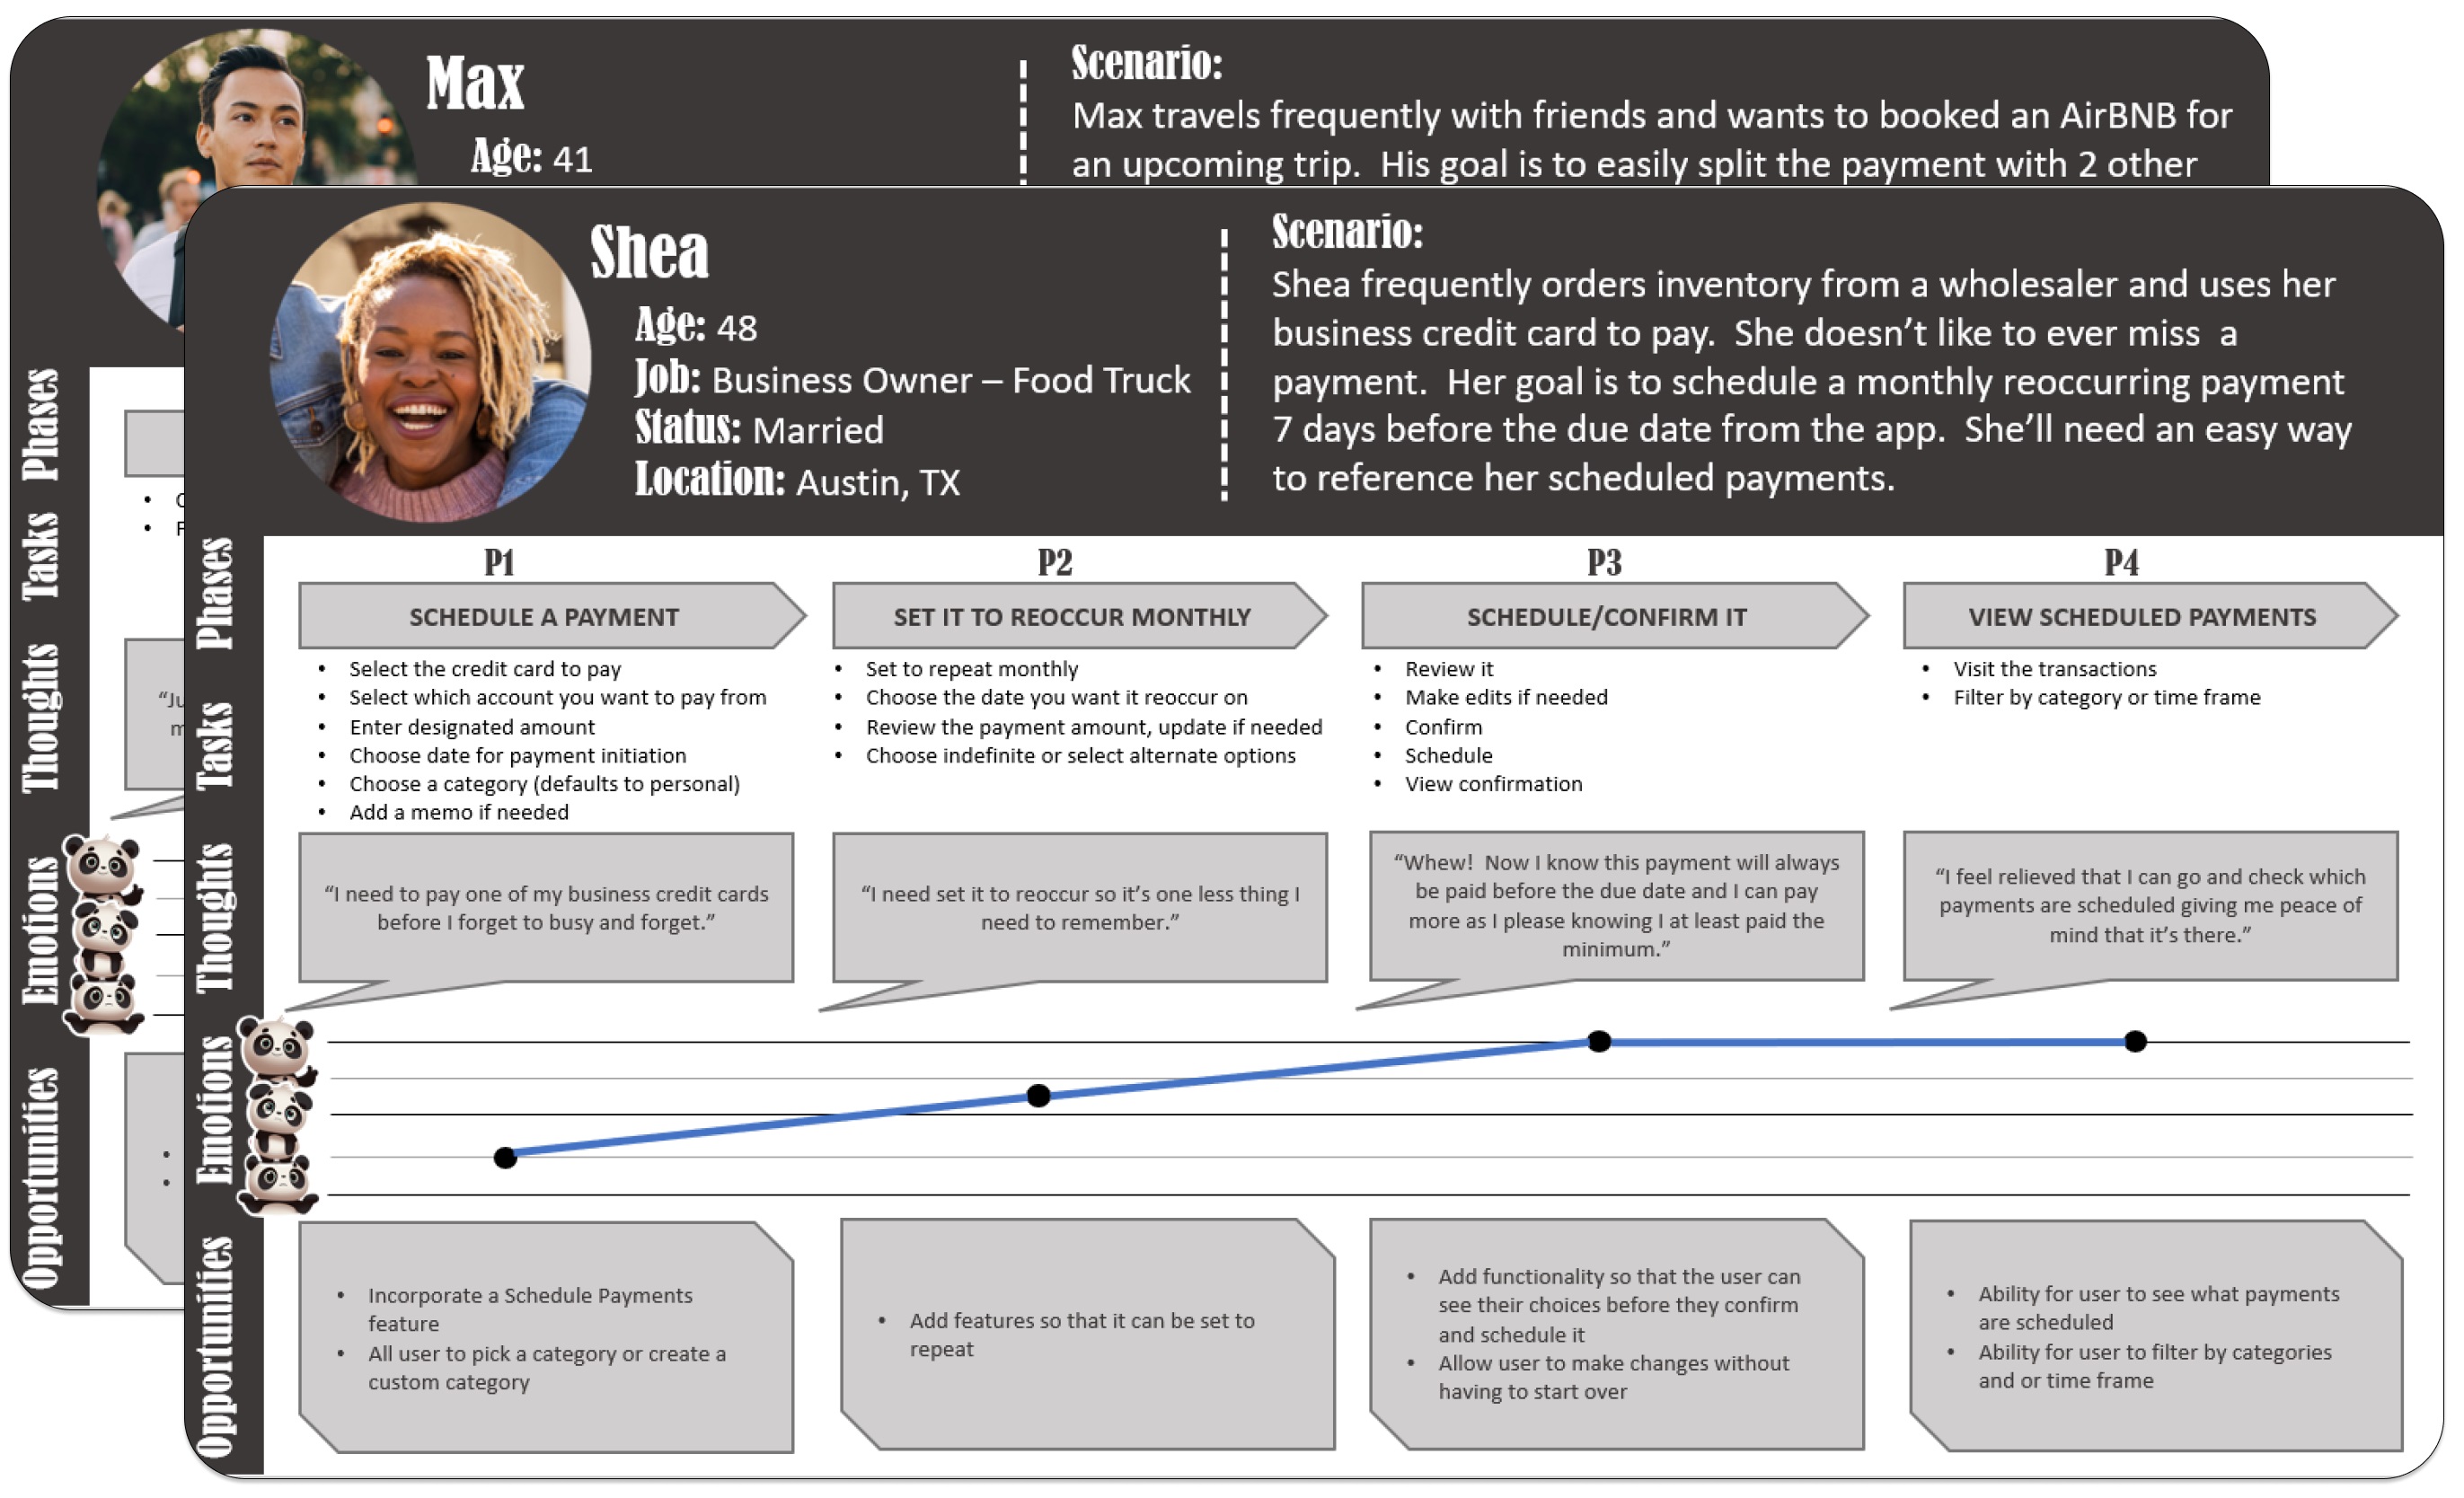 Max
Age: 41
Scenario:
Max travels frequently with friends and wants to booked an AirBNB for
an upcoming trip.  His goal is to easily split the payment with 2 other
Phases
Tasks
Thoughts
Emotions
Opportunities
Shea
Age: 48
Job: Business Owner – Food Truck
Status: Married
Location: Austin, TX
Scenario:
Shea frequently orders inventory from a wholesaler and uses her
business credit card to pay.  She doesn’t like to ever miss  a
payment.  Her goal is to schedule a monthly reoccurring payment
7 days before the due date from the app.  She’ll need an easy way
to reference her scheduled payments.
Phases
P1
SCHEDULE A PAYMENT
P2
SET IT TO REOCCUR MONTHLY
P3
SCHEDULE/CONFIRM IT
P4
VIEW SCHEDULED PAYMENTS
Tasks
• Select the credit card to pay
• Select which account you want to pay from
• Enter designated amount
• Choose date for payment initiation
• Choose a category (defaults to personal)
• Add a memo if needed
• Set to repeat monthly
• Choose the date you want it reoccur on
• Review the payment amount, update if needed
• Choose indefinite or select alternate options
• Review it
• Make edits if needed
• Confirm
• Schedule
• View confirmation
• Visit the transactions
• Filter by category or time frame
Thoughts
“I need to pay one of my business credit cards
before I forget to busy and forget.”
“I need set it to reoccur so it’s one less thing I
need to remember.”
“Whew!  Now I know this payment will always
be paid before the due date and I can pay
more as I please knowing I at least paid the
minimum.”
“I feel relieved that I can go and check which
payments are scheduled giving me peace of
mind that it’s there.”
Emotions
Opportunities
• Incorporate a Schedule Payments
feature
• All user to pick a category or create a
custom category
• Add features so that it can be set to
repeat
• Add functionality so that the user can
see their choices before they confirm
and schedule it
• Allow user to make changes without
having to start over
• Ability for user to see what payments
are scheduled
• Ability for user to filter by categories
and or time frame